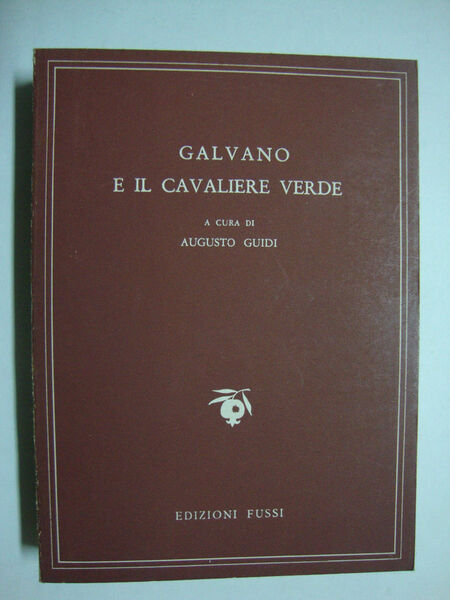 GALVANO
E IL CAVALIERE VERDE
A CURA DI
AUGUSTO GUIDI
EDIZIONI FUSSI